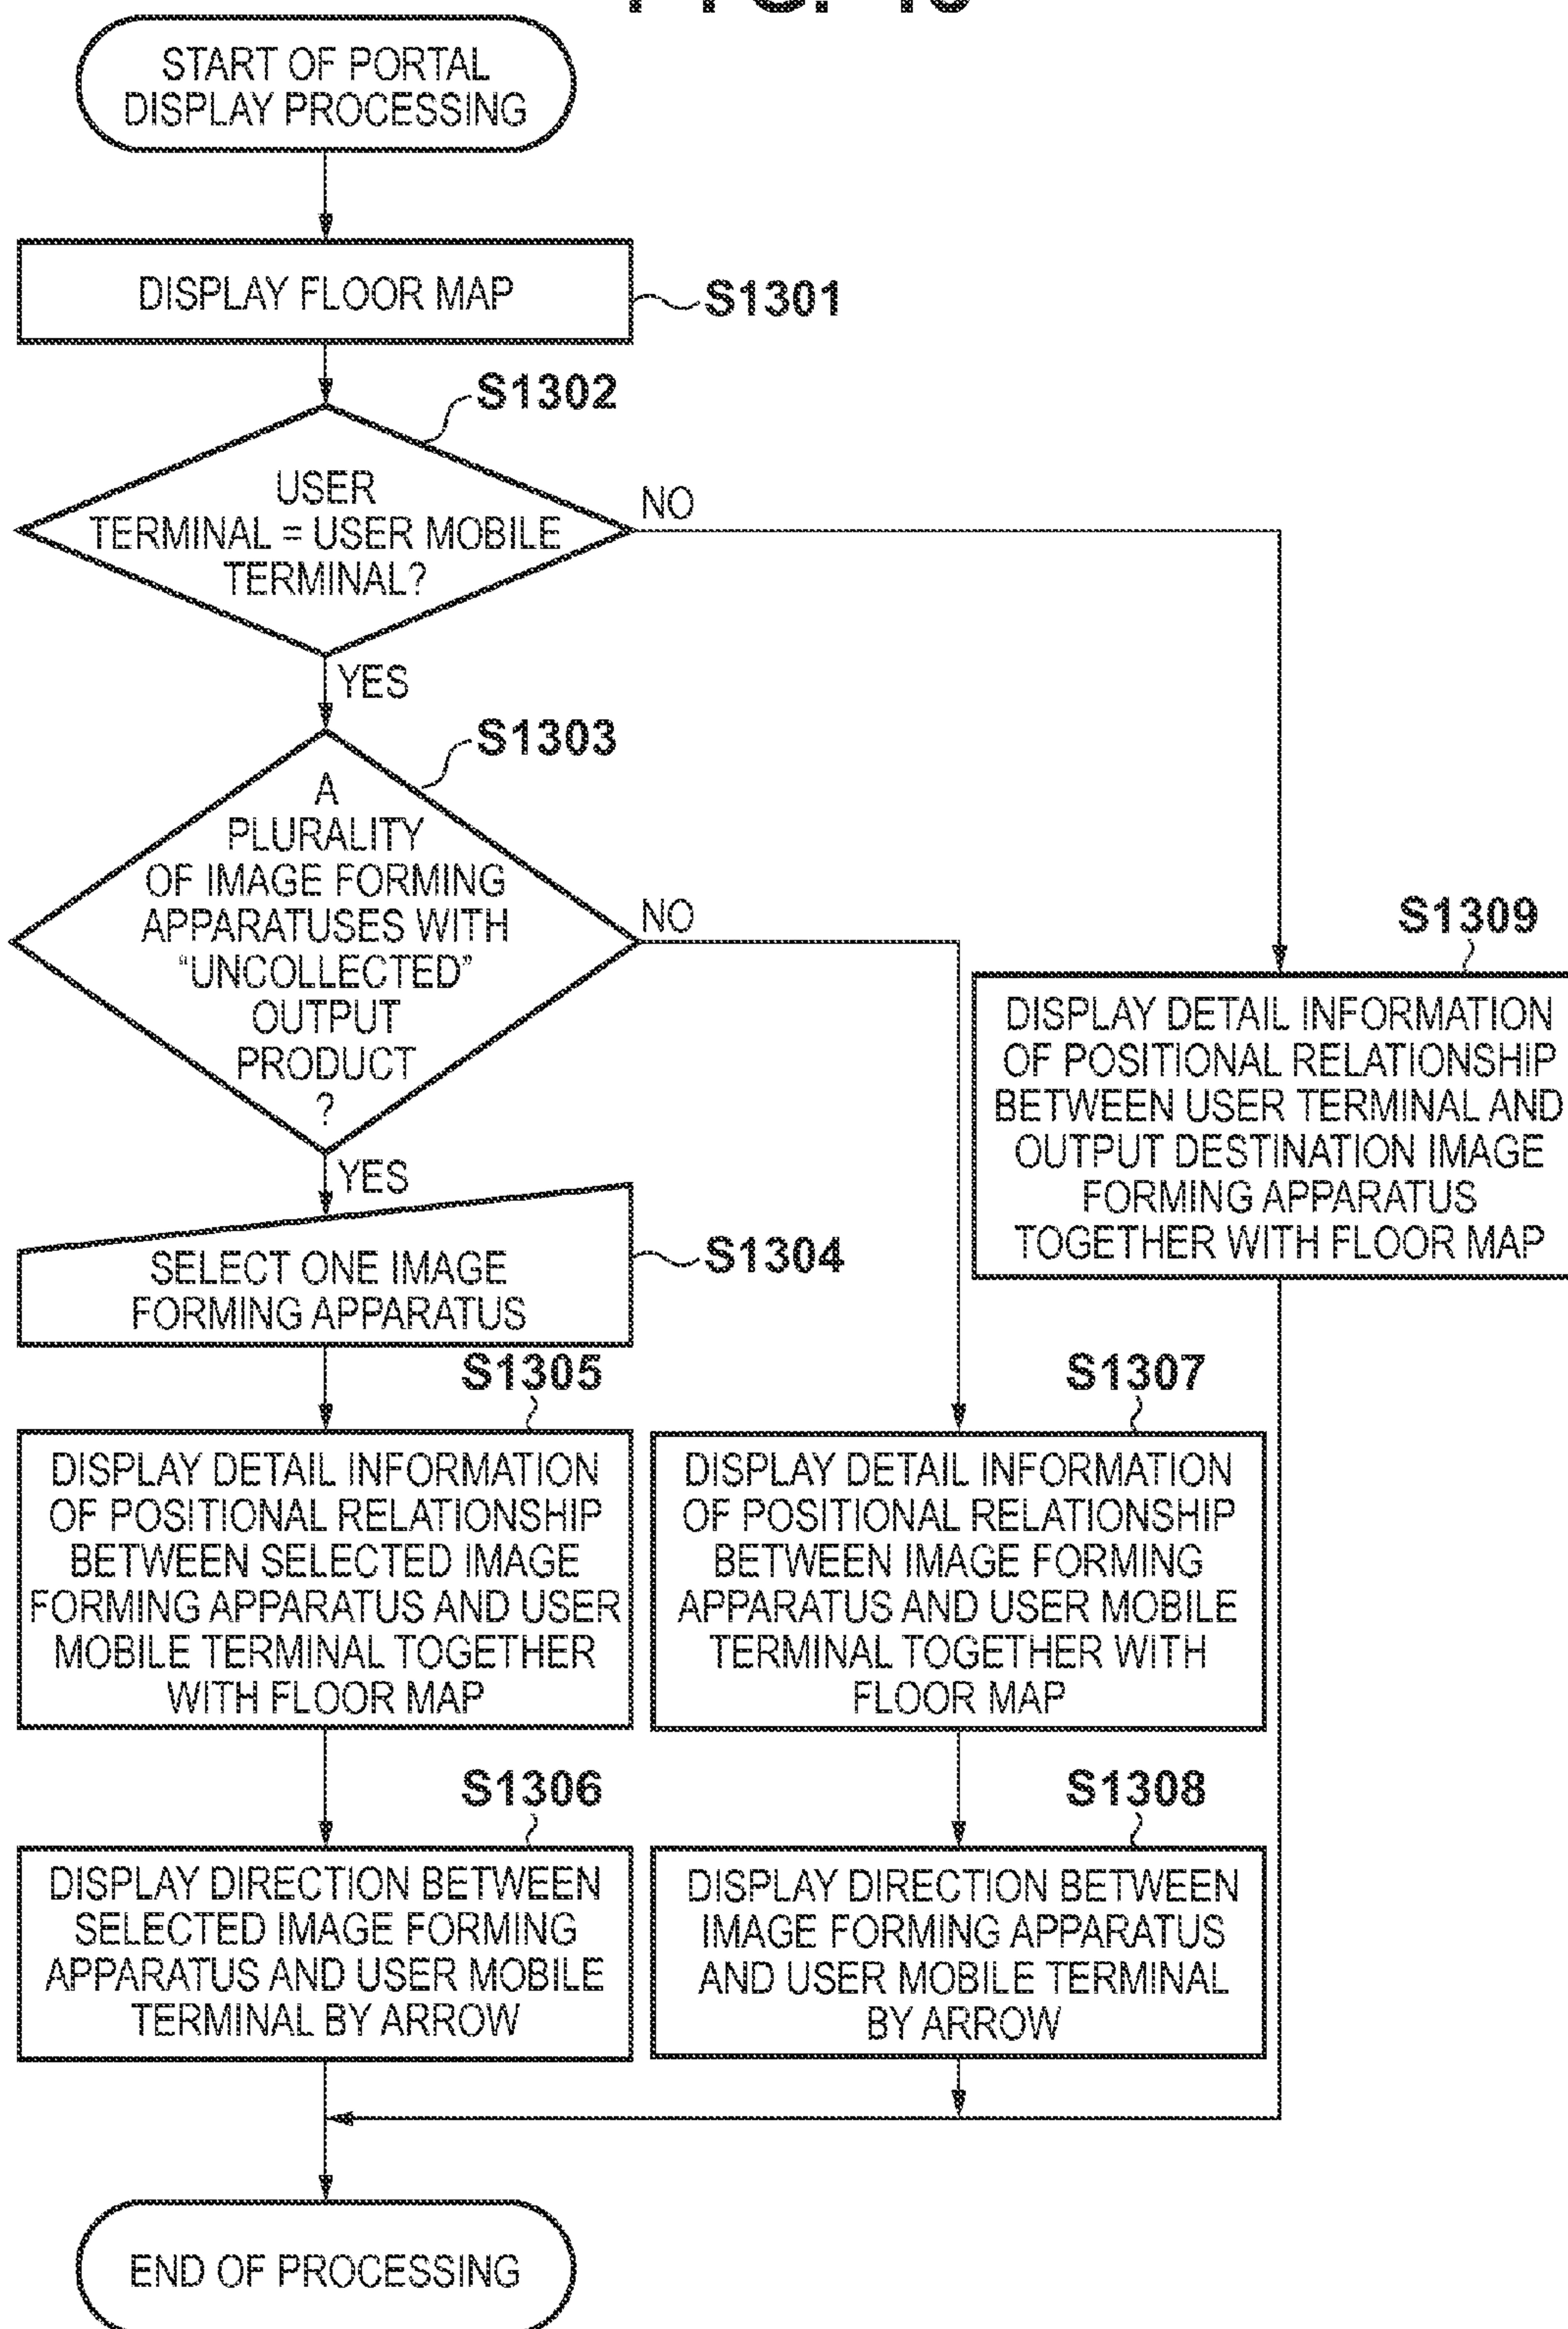 START OF PORTAL
DISPLAY PROCESSING
DISPLAY FLOOR MAP
S1301
S1302
USER
TERMINAL = USER MOBILE
TERMINAL?
NO
YES
S1303
A
PLURALITY
OF IMAGE FORMING
APPARATUSES WITH
“UNCOLLECTED”
OUTPUT
PRODUCT
?
NO
YES
S1309
DISPLAY DETAIL INFORMATION
OF POSITIONAL RELATIONSHIP
BETWEEN USER TERMINAL AND
OUTPUT DESTINATION IMAGE
FORMING APPARATUS
TOGETHER WITH FLOOR MAP
SELECT ONE IMAGE
FORMING APPARATUS
S1304
S1305
DISPLAY DETAIL INFORMATION
OF POSITIONAL RELATIONSHIP
BETWEEN SELECTED IMAGE
FORMING APPARATUS AND USER
MOBILE TERMINAL TOGETHER
WITH FLOOR MAP
S1307
DISPLAY DETAIL INFORMATION
OF POSITIONAL RELATIONSHIP
BETWEEN IMAGE FORMING
APPARATUS AND USER MOBILE
TERMINAL TOGETHER WITH
FLOOR MAP
S1306
DISPLAY DIRECTION BETWEEN
SELECTED IMAGE FORMING
APPARATUS AND USER MOBILE
TERMINAL BY ARROW
S1308
DISPLAY DIRECTION BETWEEN
IMAGE FORMING APPARATUS
AND USER MOBILE TERMINAL
BY ARROW
END OF PROCESSING